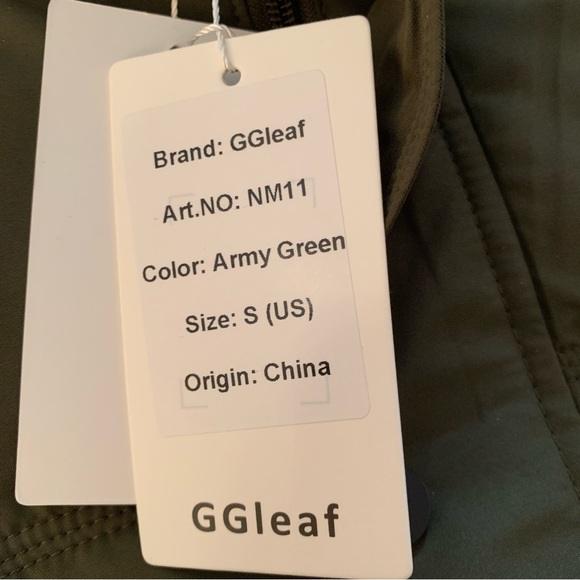 Brand: GGleaf
Art.NO: NM11
Color: Army Green
Size: S (US)
Origin: China
GGleaf